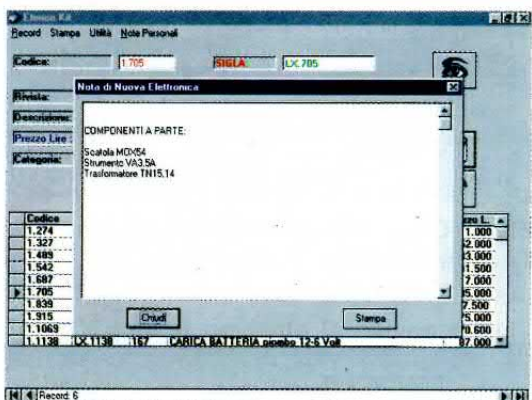 Elenco Kit
Record Stampa Utilità Note Personali
Codice: 1.705 SIGLA: LX.705
Rivista:
Nota di Nuova Elettronica
Descrizione:
COMPONENTI A PARTE:
Prezzo Lire
Scatola MOX54
Categoria:
Strumento VA3.5A
Trasformatore TN15.14
Codice
1.274 1.000
1.327 2.000
1.489 3.000
1.542 1.500
1.687 7.000
1.705 5.000
1.839 7.500
1.915 5.000
1.1069 0.600
Chiudi Stampa
1.1138 LX.1138 167 CARICA BATTERIA piombo 12-6 Volt 87.000
Record: 6